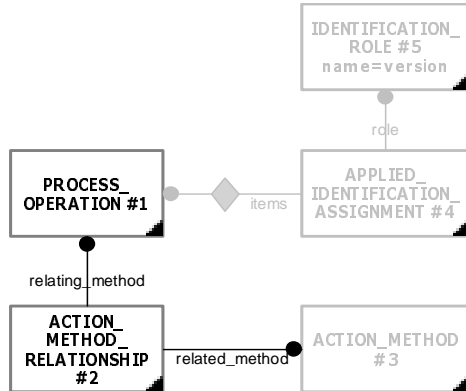 IDENTIFICATION_
ROLE #5
name=version
role
PROCESS_
OPERATION #1
items
APPLIED_
IDENTIFICATION_
ASSIGNMENT #4
relating_method
ACTION_
METHOD_
RELATIONSHIP
#2
related_method
ACTION_METHOD
#3